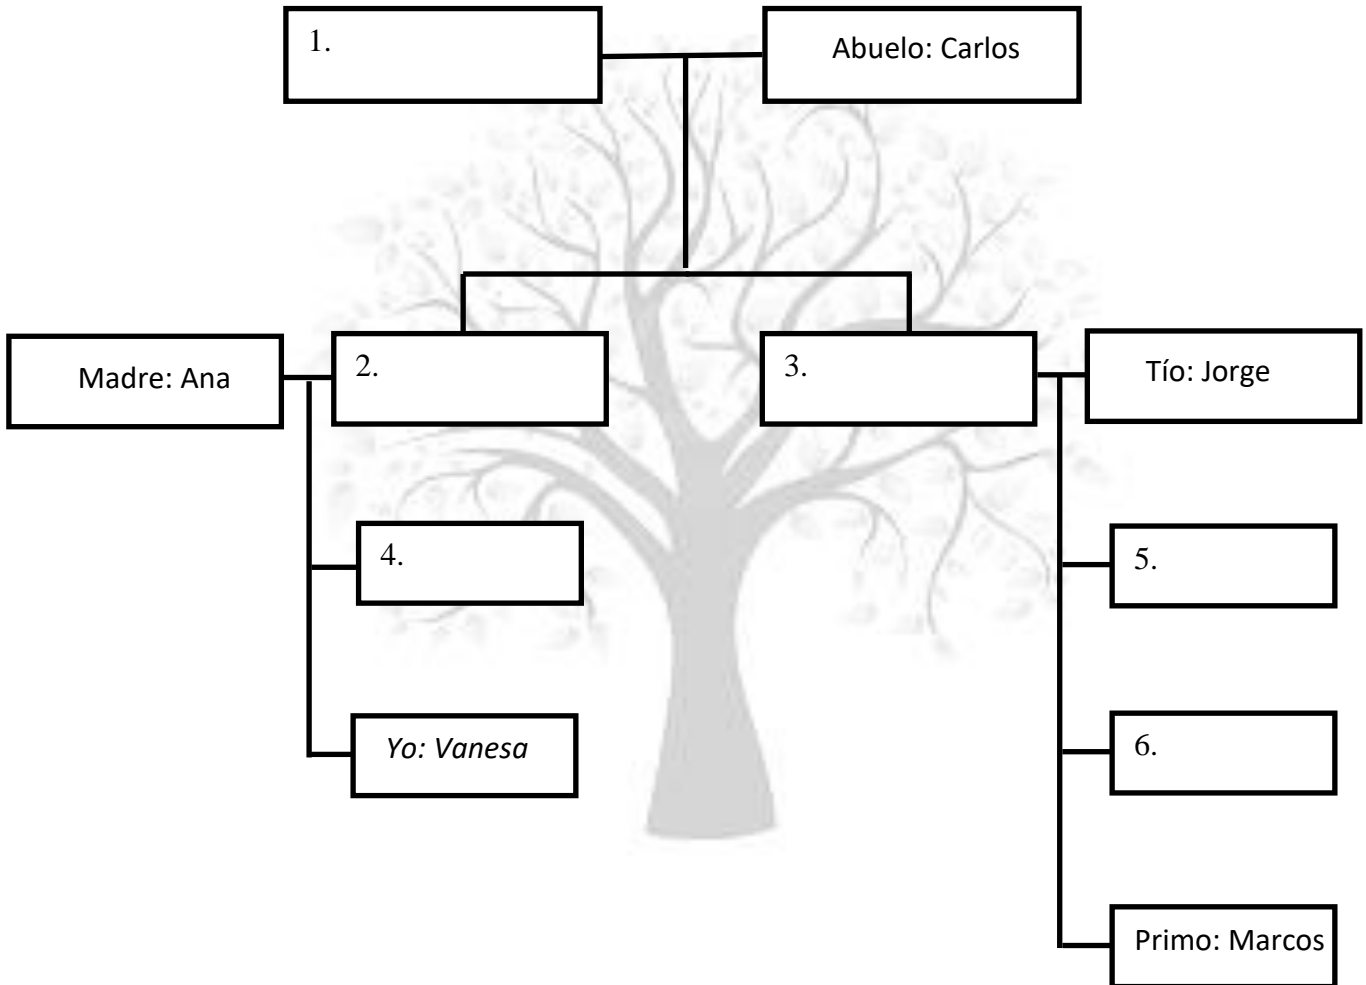 1.
Abuelo: Carlos
Madre: Ana
2.
3.
Tío: Jorge
4.
5.
Yo: Vanesa
6.
Primo: Marcos